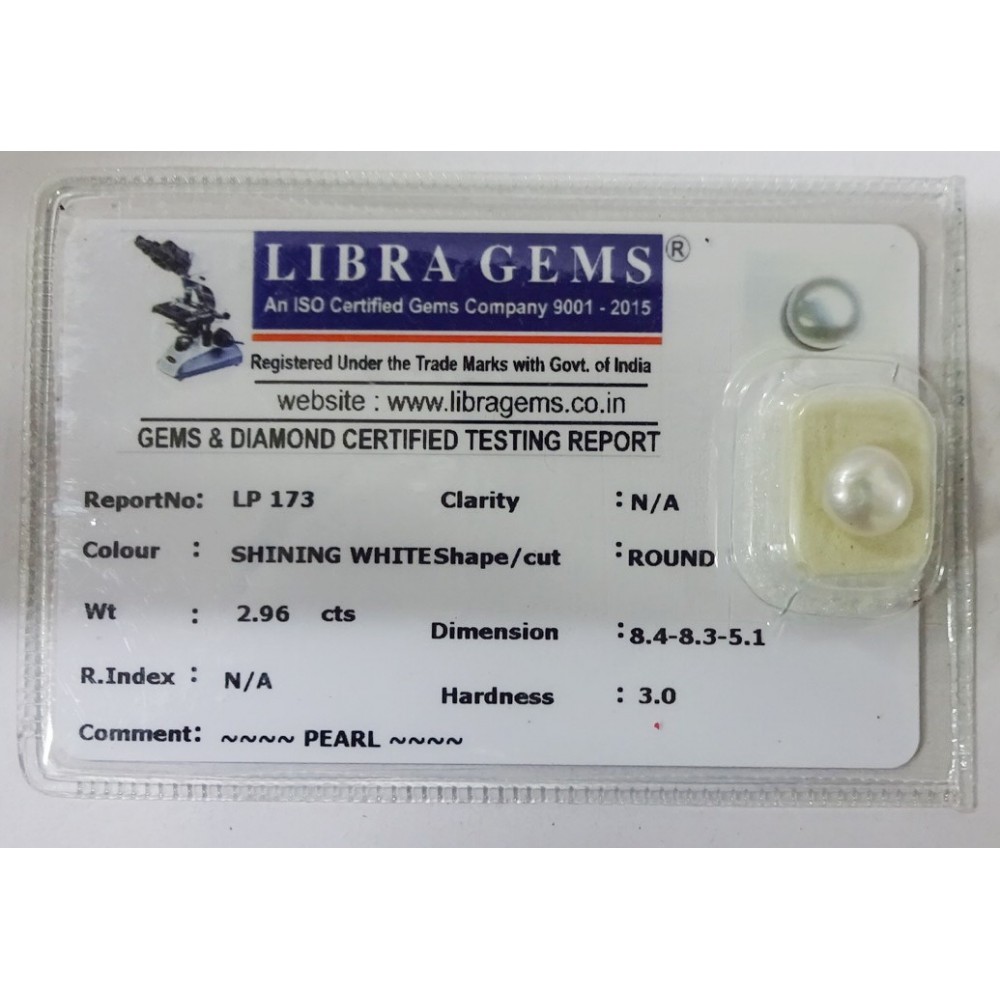 LIBRA GEMS ®
An ISO Certified Gems Company 9001 - 2015
Registered Under the Trade Marks with Govt. of India
website : www.libragems.co.in
GEMS & DIAMOND CERTIFIED TESTING REPORT
ReportNo: LP 173 Clarity : N/A
Colour : SHINING WHITE Shape/cut : ROUND
Wt : 2.96 cts Dimension : 8.4-8.3-5.1
R.Index : N/A Hardness : 3.0
Comment: ~~~~ PEARL ~~~~